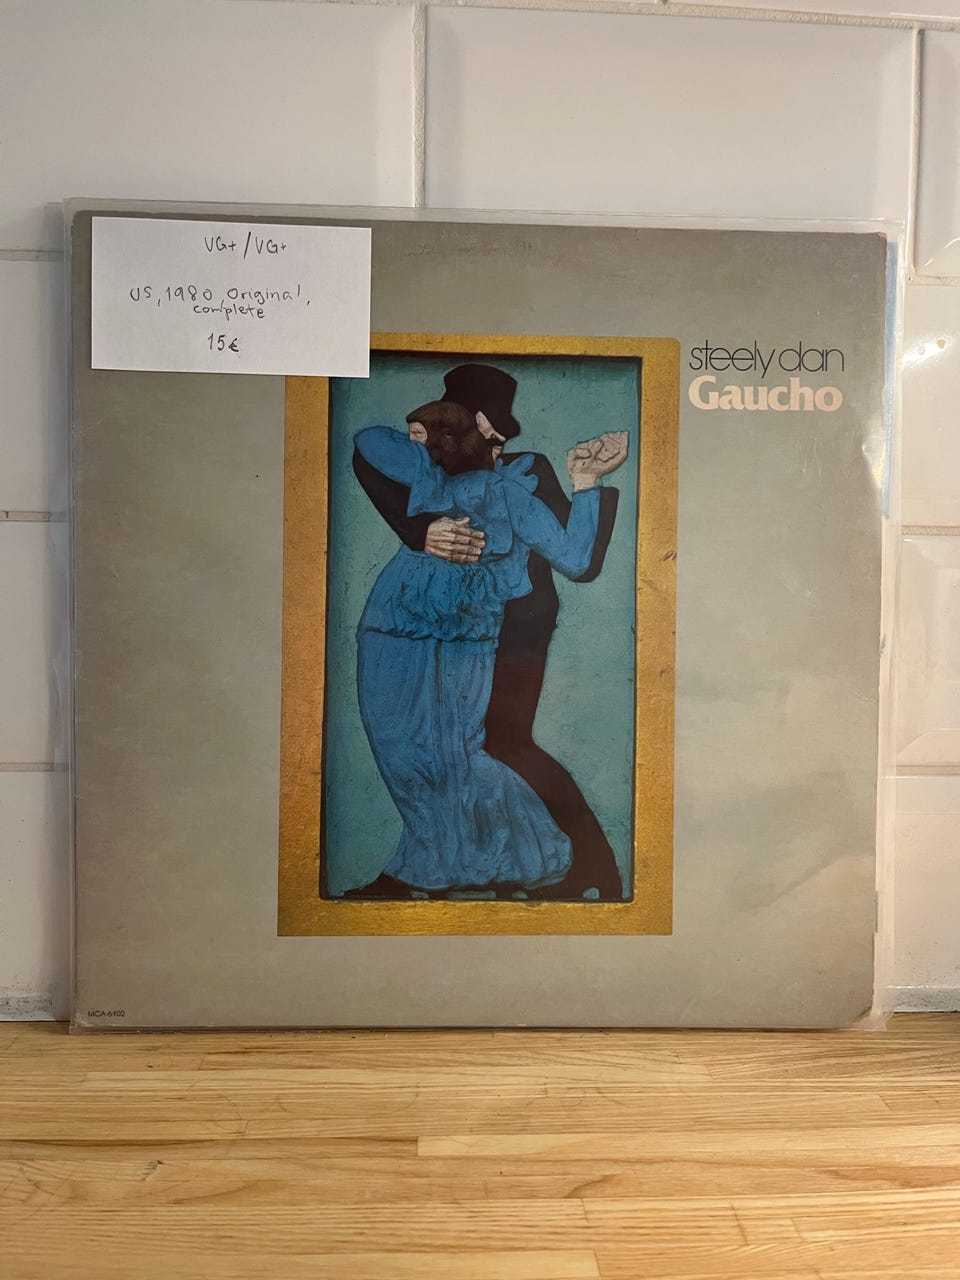 VG+/VG+
US, 1980, Original,
complete
15€
steely dan
Gaucho
MCA-6102